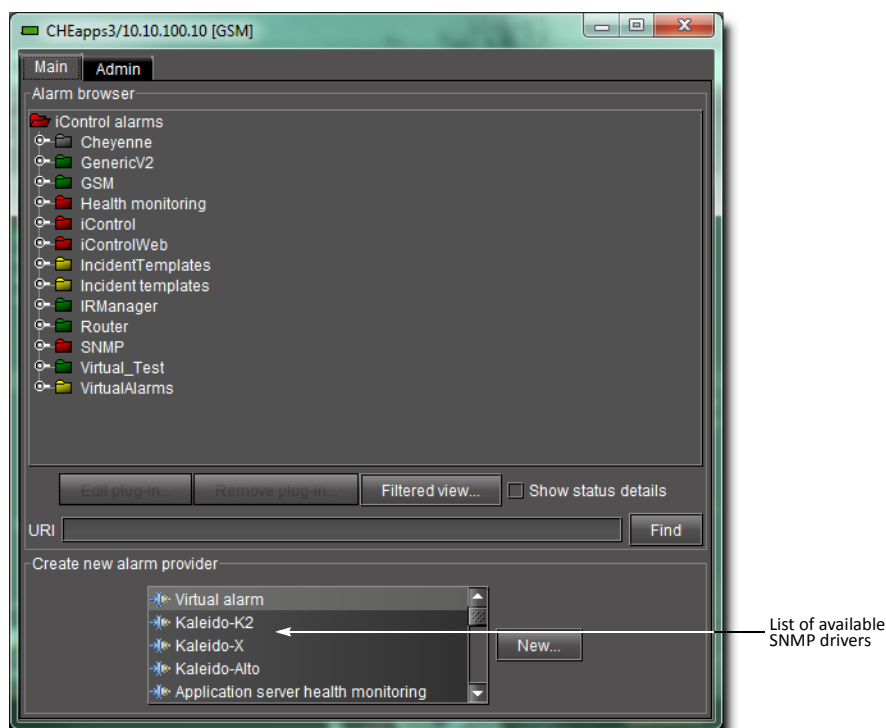 CHEapps3/10.10.100.10 [GSM]
Main
Admin
Alarm browser
iControl alarms
Cheyenne
GenericV2
GSM
Health monitoring
iControl
iControlWeb
IncidentTemplates
Incident templates
IRManager
Router
SNMP
Virtual_Test
VirtualAlarms
Edit plug-in...
Remove plug-in...
Filtered view...
Show status details
URI
Find
Create new alarm provider
Virtual alarm
Kaleido-K2
Kaleido-X
Kaleido-Alto
Application server health monitoring
New...
List of available
SNMP drivers